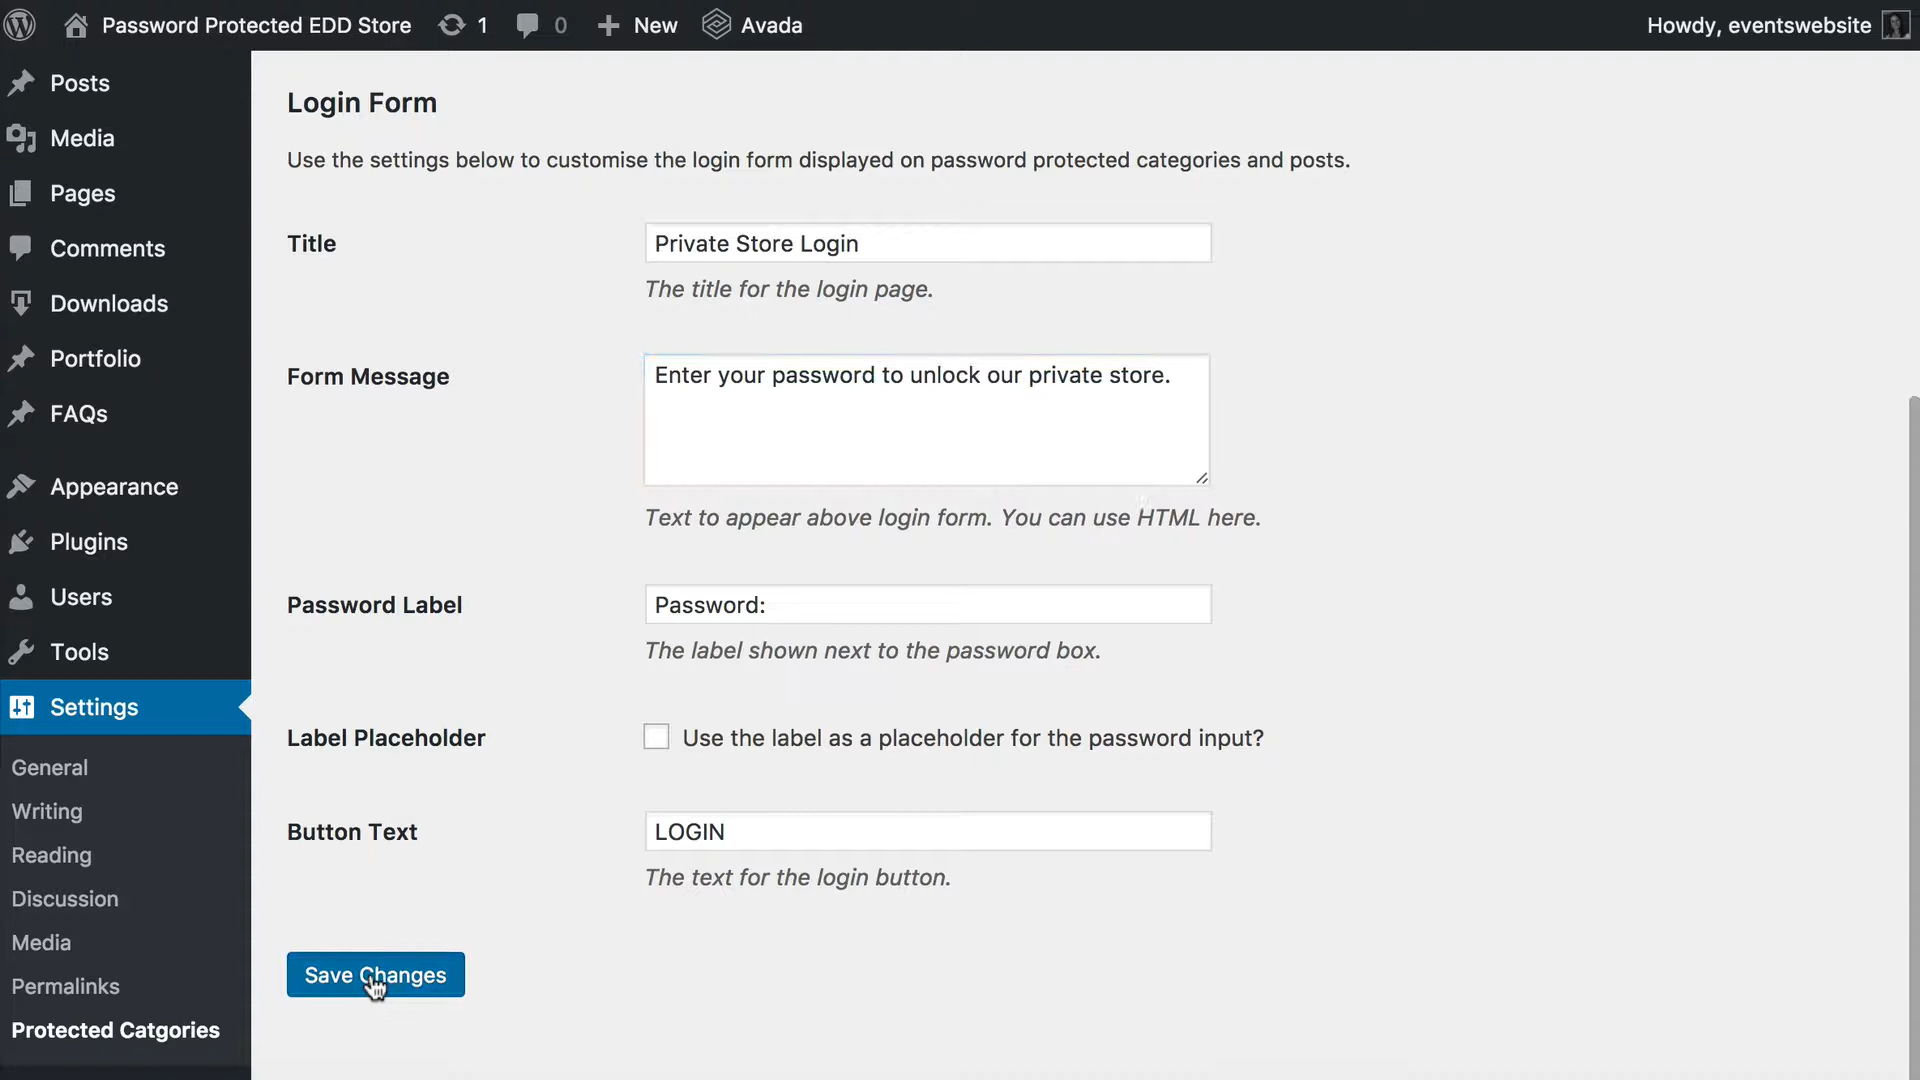 Password Protected EDD Store 1 0 New Avada Howdy, eventswebsite
Posts
Media
Pages
Comments
Downloads
Portfolio
FAQs
Appearance
Plugins
Users
Tools
Settings
General
Writing
Reading
Discussion
Media
Permalinks
Protected Catgories
Login Form
Use the settings below to customise the login form displayed on password protected categories and posts.
Title
Private Store Login
The title for the login page.
Form Message
Enter your password to unlock our private store.
Text to appear above login form. You can use HTML here.
Password Label
Password:
The label shown next to the password box.
Label Placeholder
Use the label as a placeholder for the password input?
Button Text
LOGIN
The text for the login button.
Save Changes